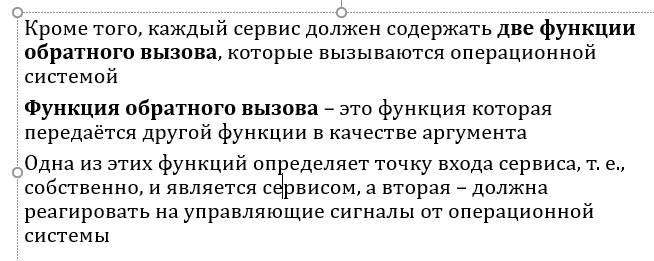 Кроме того, каждый сервис должен содержать две функции
обратного вызова, которые вызываются операционной
системой
Функция обратного вызова – это функция которая
передаётся другой функции в качестве аргумента
Одна из этих функций определяет точку входа сервиса, т. е.,
собственно, и является сервисом, а вторая – должна
реагировать на управляющие сигналы от операционной
системы